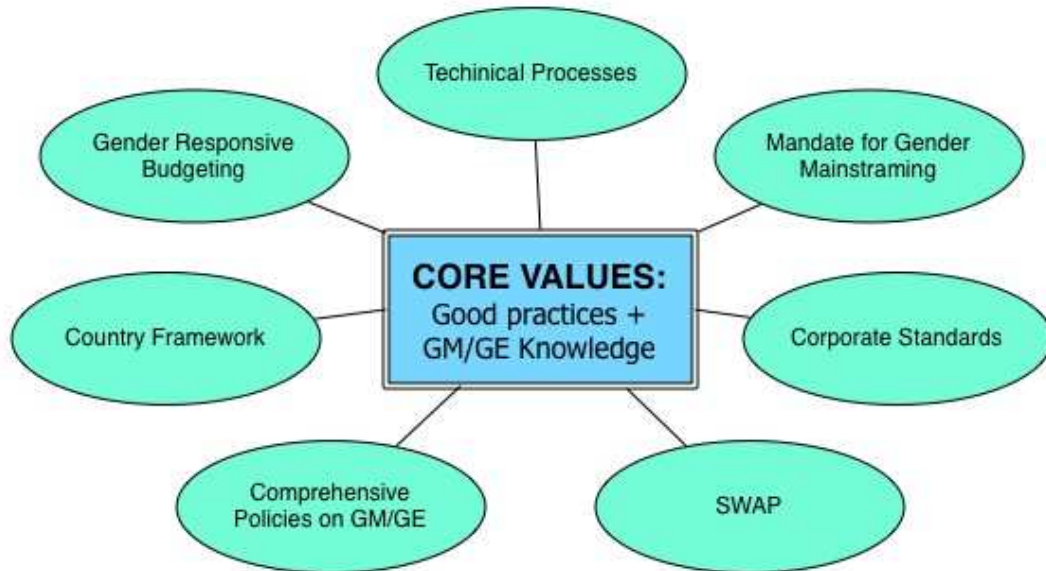 Techinical Processes
Gender Responsive
Budgeting
Mandate for Gender
Mainstraming
CORE VALUES:
Good practices +
GM/GE Knowledge
Country Framework
Corporate Standards
Comprehensive
Policies on GM/GE
SWAP